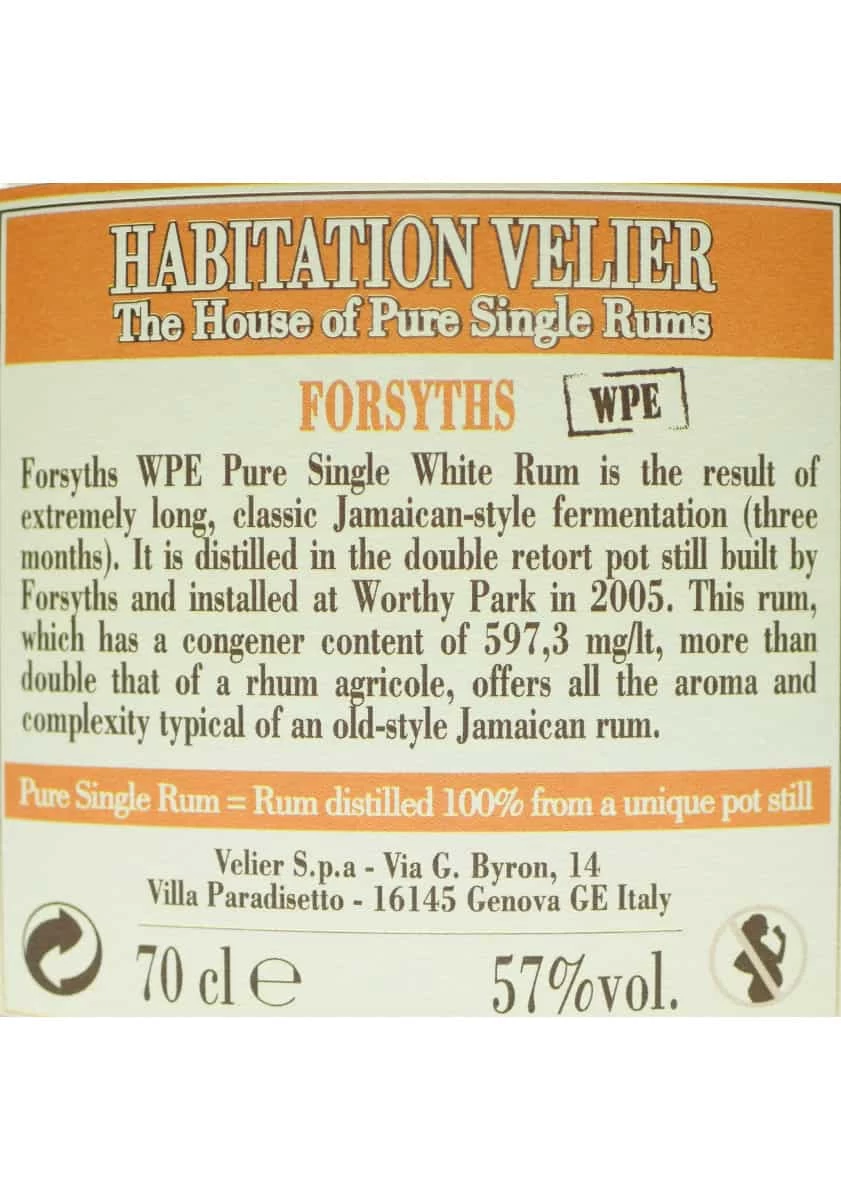 HABITATION VELIER
The House of Pure Single Rums
FORSYTHS WPE
Forsyths WPE Pure Single White Rum is the result of
extremely long, classic Jamaican-style fermentation (three
months). It is distilled in the double retort pot still built by
Forsyths and installed at Worthy Park in 2005. This rum,
which has a congener content of 597,3 mg/lt, more than
double that of a rhum agricole, offers all the aroma and
complexity typical of an old-style Jamaican rum.
Pure Single Rum = Rum distilled 100% from a unique pot still
Velier S.p.a - Via G. Byron, 14
Villa Paradisetto - 16145 Genova GE Italy
70 cl ℮ 57%vol.